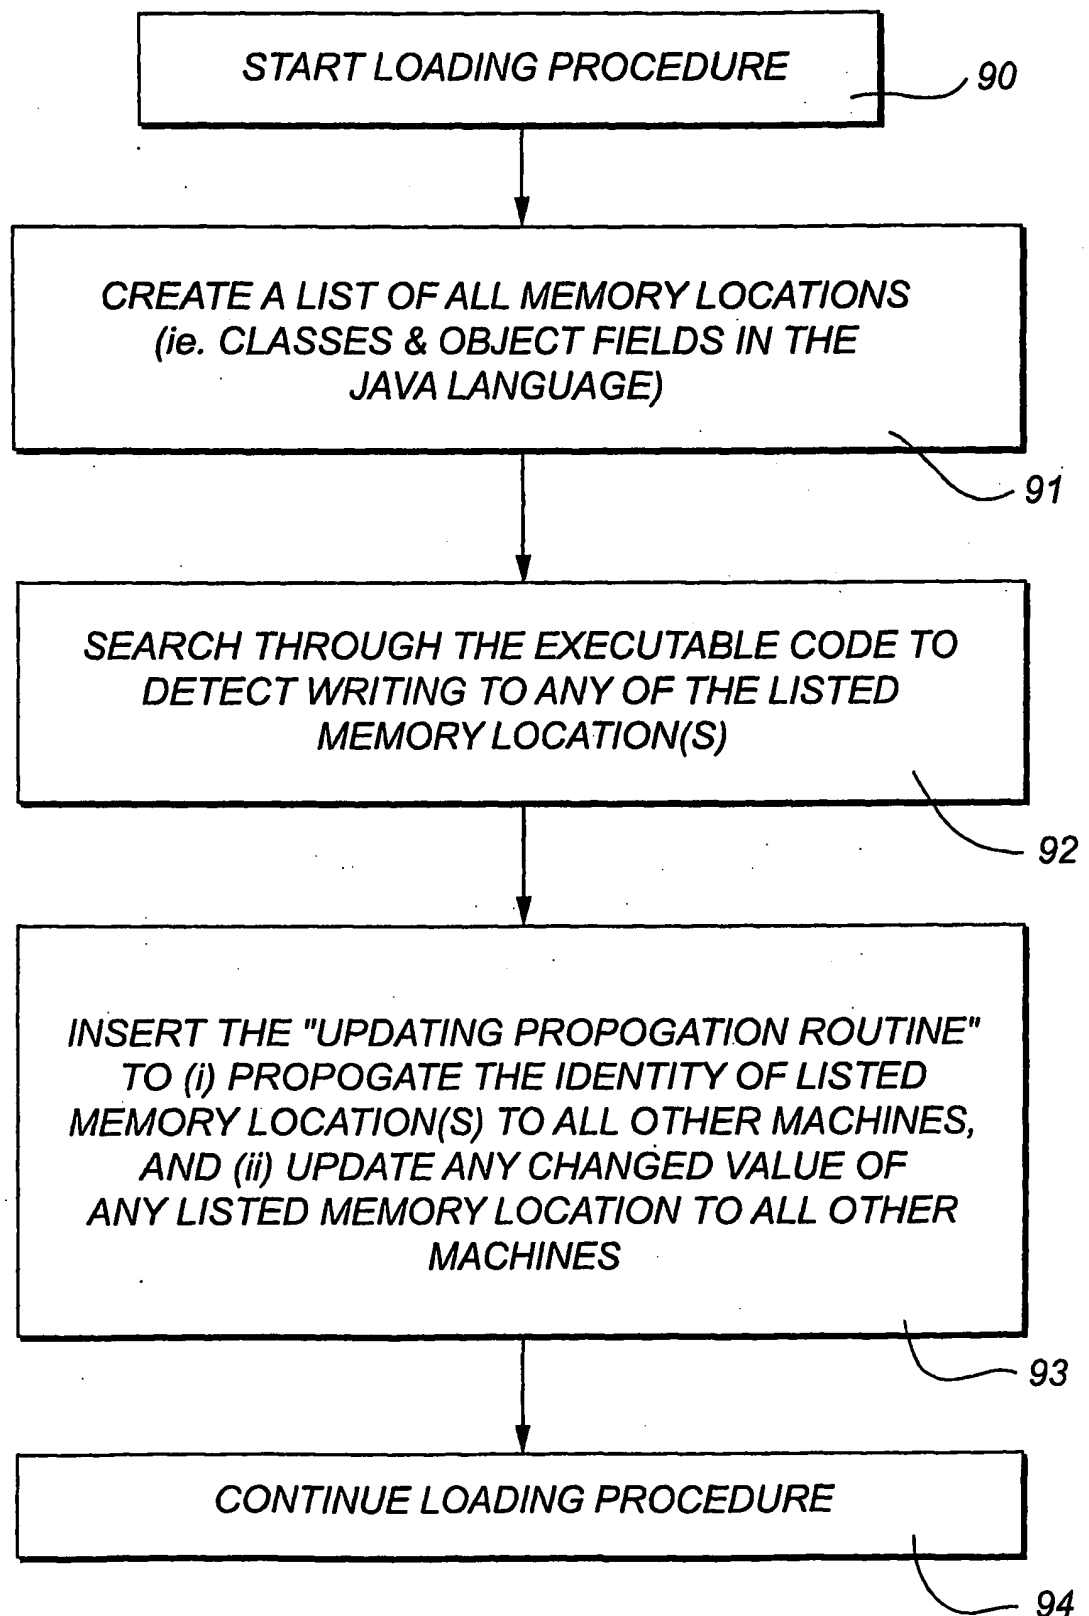 START LOADING PROCEDURE
90
CREATE A LIST OF ALL MEMORY LOCATIONS
(ie. CLASSES & OBJECT FIELDS IN THE
JAVA LANGUAGE)
91
SEARCH THROUGH THE EXECUTABLE CODE TO
DETECT WRITING TO ANY OF THE LISTED
MEMORY LOCATION(S)
92
INSERT THE "UPDATING PROPOGATION ROUTINE"
TO (i) PROPOGATE THE IDENTITY OF LISTED
MEMORY LOCATION(S) TO ALL OTHER MACHINES,
AND (ii) UPDATE ANY CHANGED VALUE OF
ANY LISTED MEMORY LOCATION TO ALL OTHER
MACHINES
93
CONTINUE LOADING PROCEDURE
94